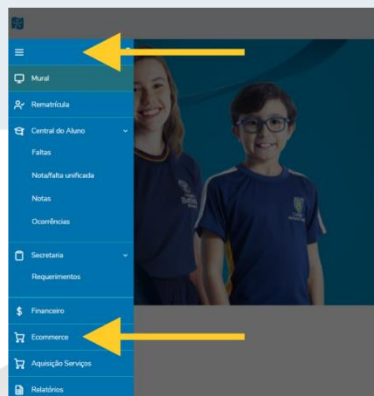 Mural
Rematrícula
Central do Aluno
Faltas
Nota/falta unificada
Notas
Ocorrências
Secretaria
Requerimentos
Financeiro
Ecommerce
Aquisição Serviços
Relatórios